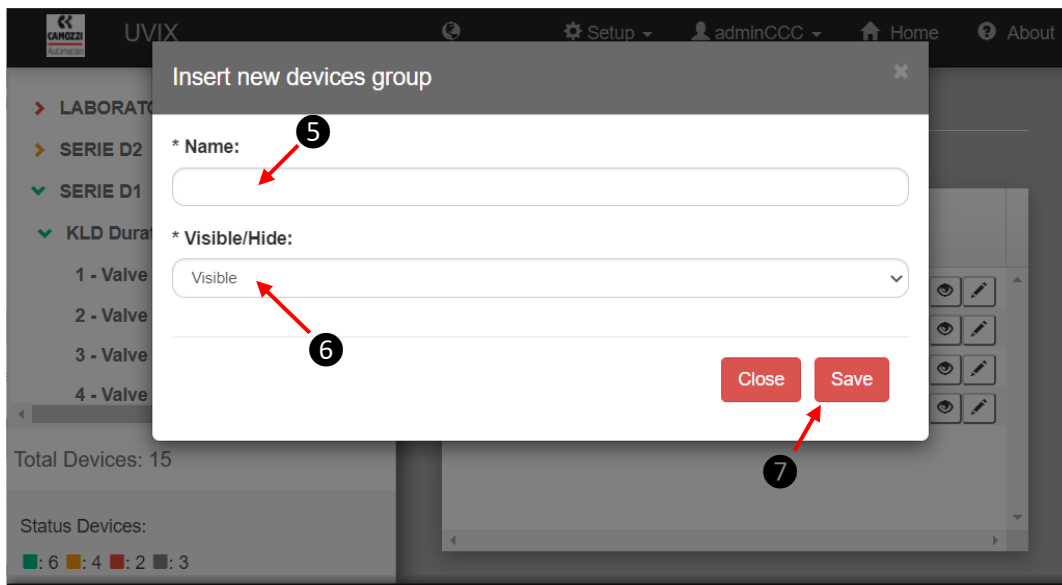 CAMOZZI
Automation
UVIX
Setup
adminCCC
Home
About
Insert new devices group
LABORATO
SERIE D2
SERIE D1
KLD Dura
1 - Valve
2 - Valve
3 - Valve
4 - Valve
5
* Name:
* Visible/Hide:
Visible
6
Close
Save
7
Total Devices: 15
Status Devices:
: 6 : 4 : 2 : 3